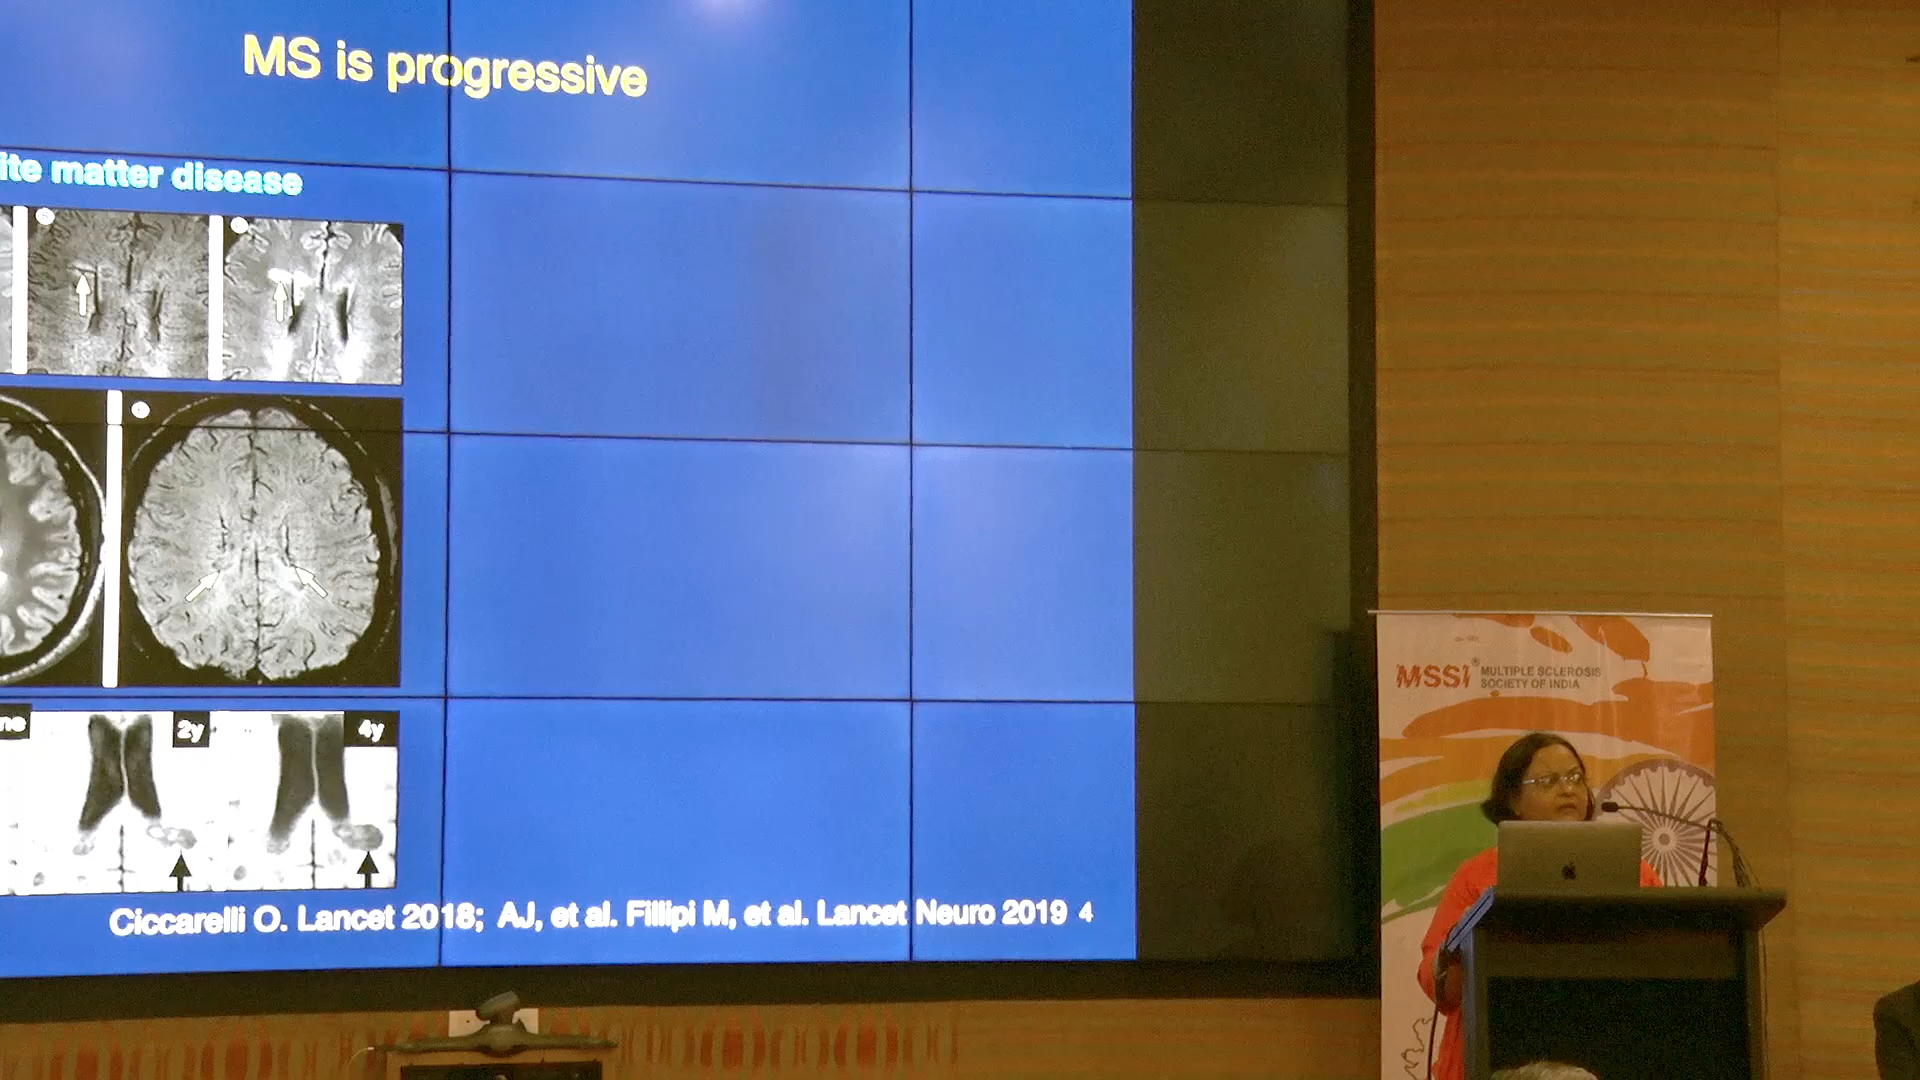 MS is progressive
ite matter disease
ne
2y
4y
Ciccarelli O. Lancet 2018; AJ, et al. Fillipi M, et al. Lancet Neuro 2019 4
MSSI® MULTIPLE SCLEROSIS
SOCIETY OF INDIA